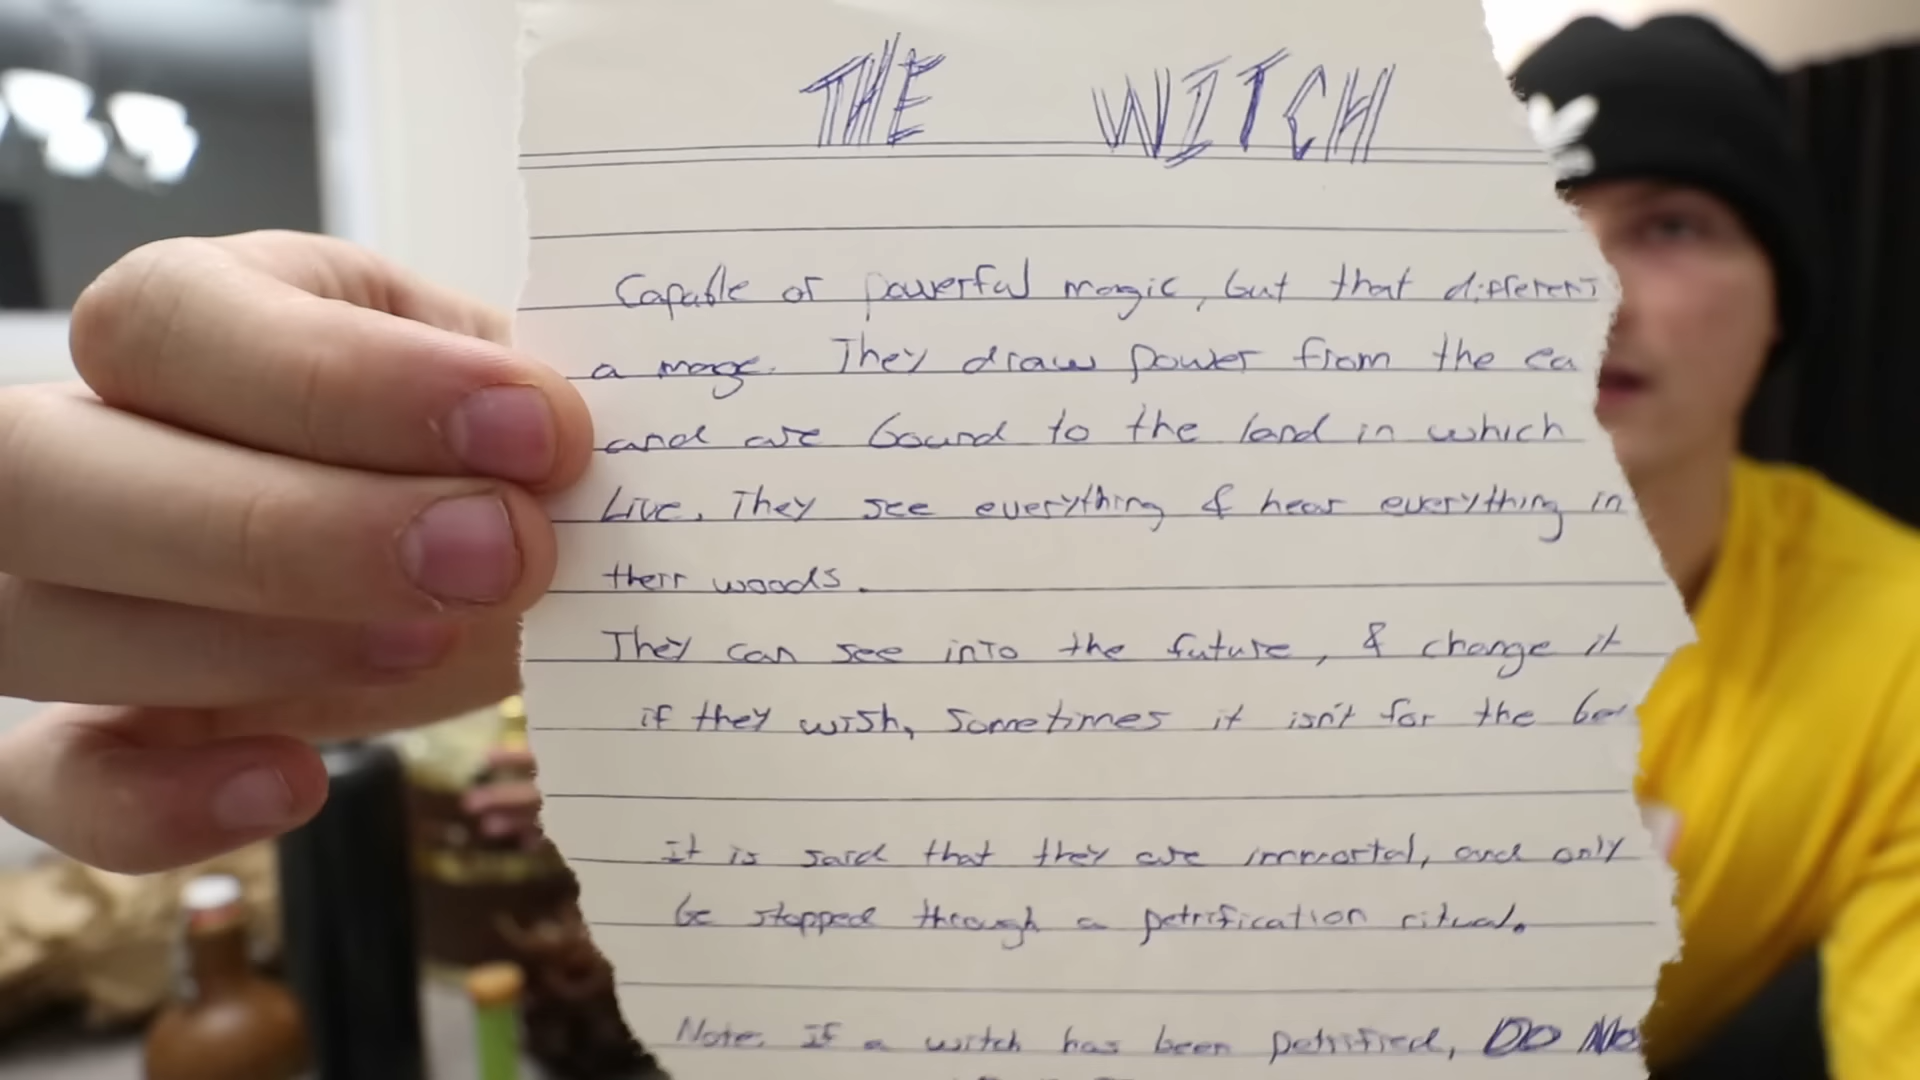 THE WITCH
Capable of powerful magic, but that different
a mage. They draw power from the ea
and are bound to the land in which
Live. They see everything & hear everything in
their woods.
They can see into the future, & change it
if they wish, sometimes it isn't for the be
It is said that they are immortal, and only
be stopped through a petrification ritual.
Note. If a witch has been petrified, DO NO